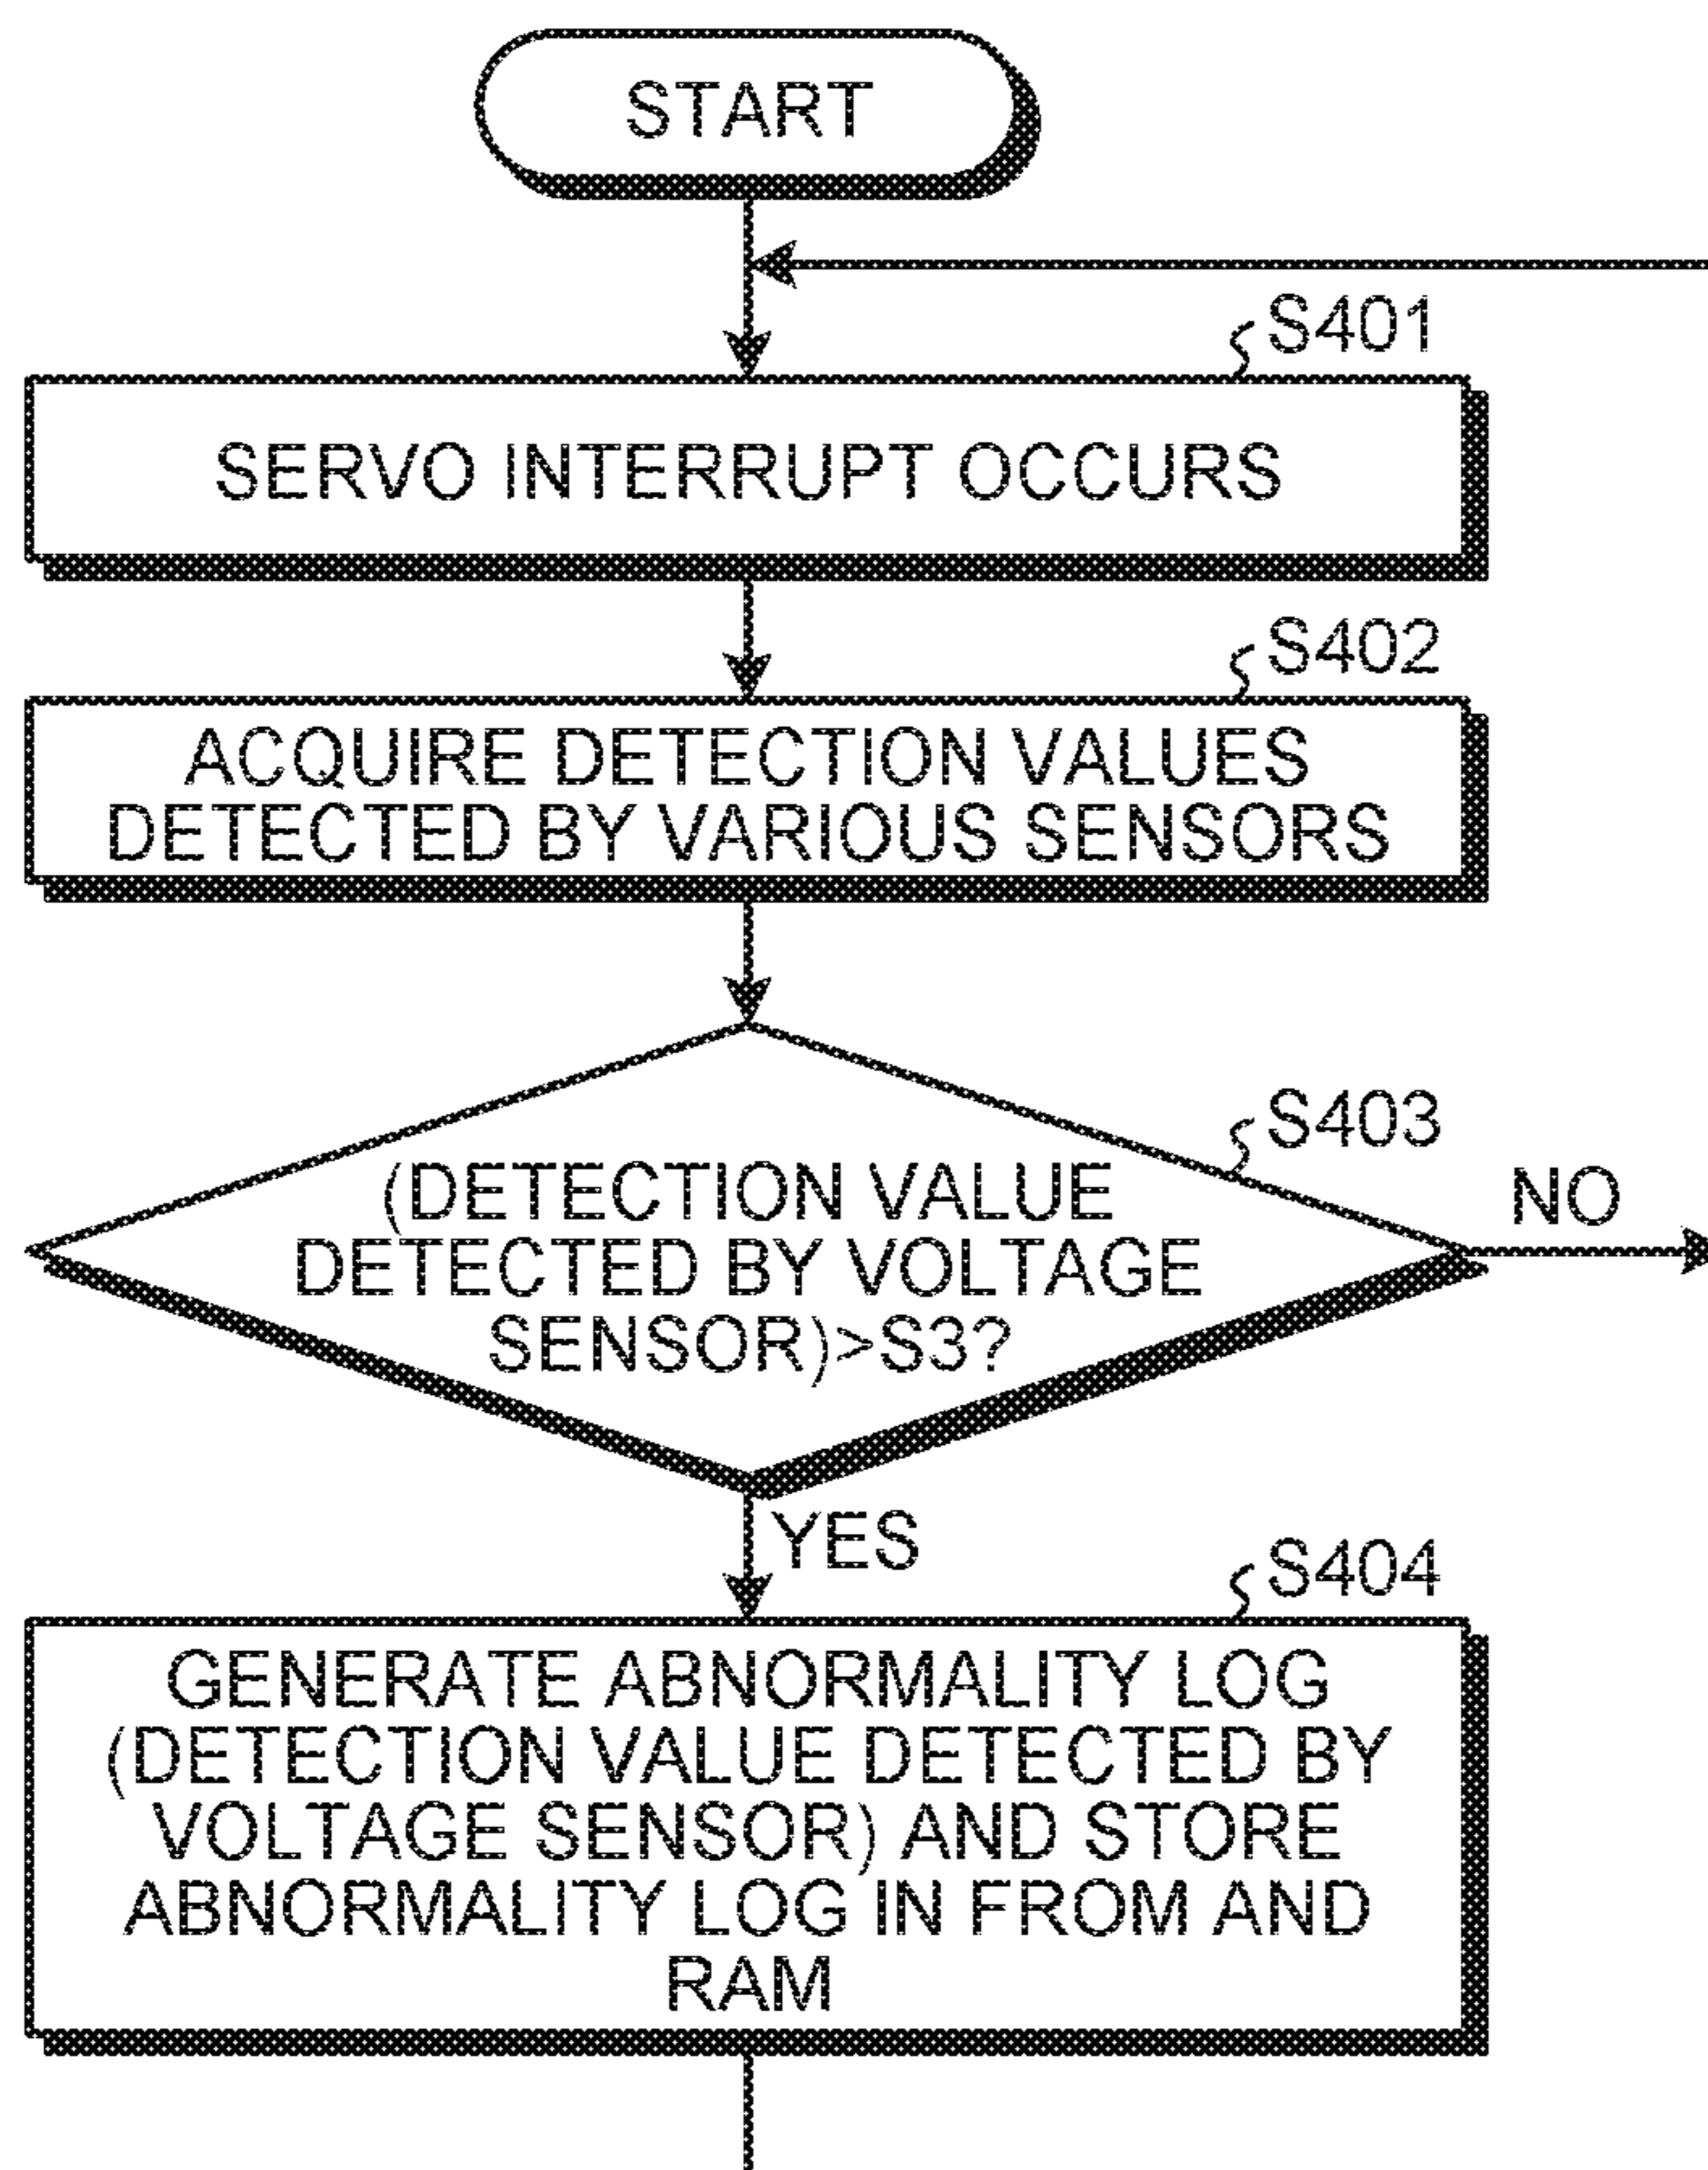 START
S401
SERVO INTERRUPT OCCURS
S402
ACQUIRE DETECTION VALUES
DETECTED BY VARIOUS SENSORS
S403
(DETECTION VALUE
DETECTED BY VOLTAGE
SENSOR)>S3?
NO
YES
S404
GENERATE ABNORMALITY LOG
(DETECTION VALUE DETECTED BY
VOLTAGE SENSOR) AND STORE
ABNORMALITY LOG IN FROM AND
RAM